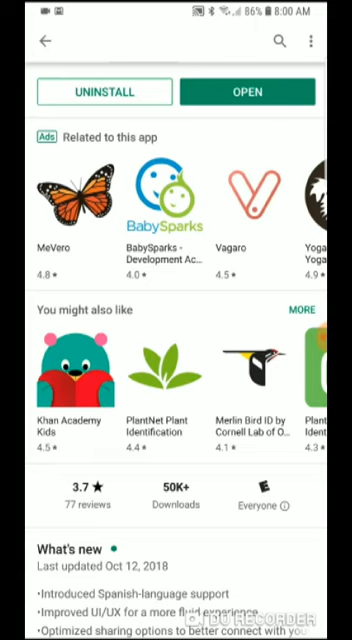 86% 8:00 AM
UNINSTALL OPEN
Ads Related to this app
BabySparks
MeVero BabySparks - Vagaro Yoga
Development Ac... Yoga
4.8 ★ 4.0 ★ 4.5 ★ 4.9 ★
You might also like MORE
Khan Academy PlantNet Plant Merlin Bird ID by Plant
Kids Identification Cornell Lab of O... Ident
4.5 ★ 4.4 ★ 4.1 ★ 4.3 ★
3.7 ★ 50K+ E
77 reviews Downloads Everyone
What's new
Last updated Oct 12, 2018
•Introduced Spanish-language support
•Improved UI/UX for a more fluid experience
•Optimized sharing options to better connect with you
DU RECORDER